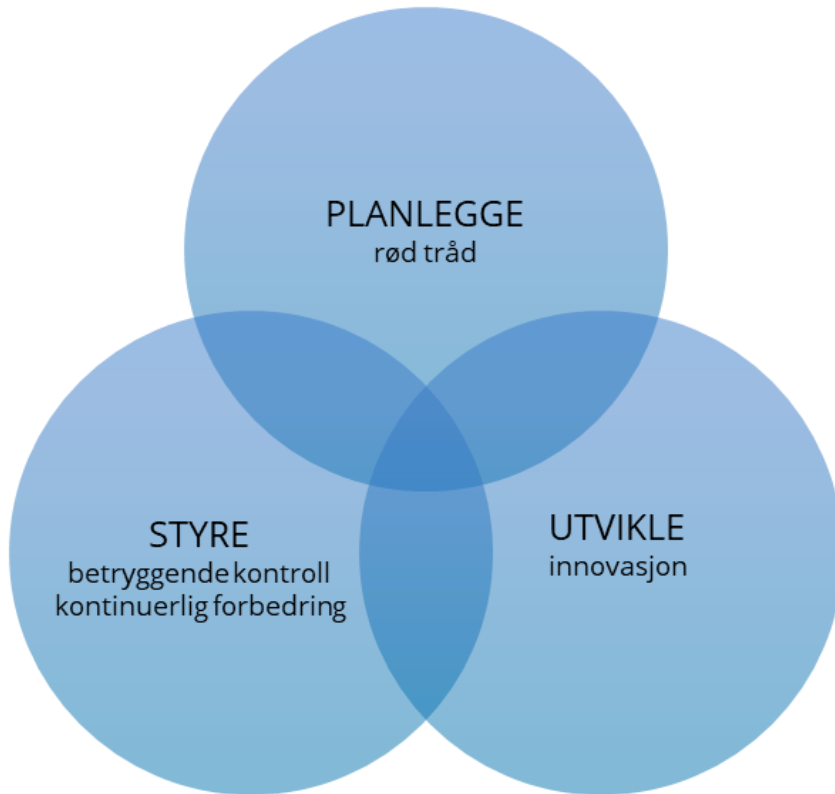 PLANLEGGE
rød tråd
STYRE
betryggende kontroll
kontinuerlig forbedring
UTVIKLE
innovasjon